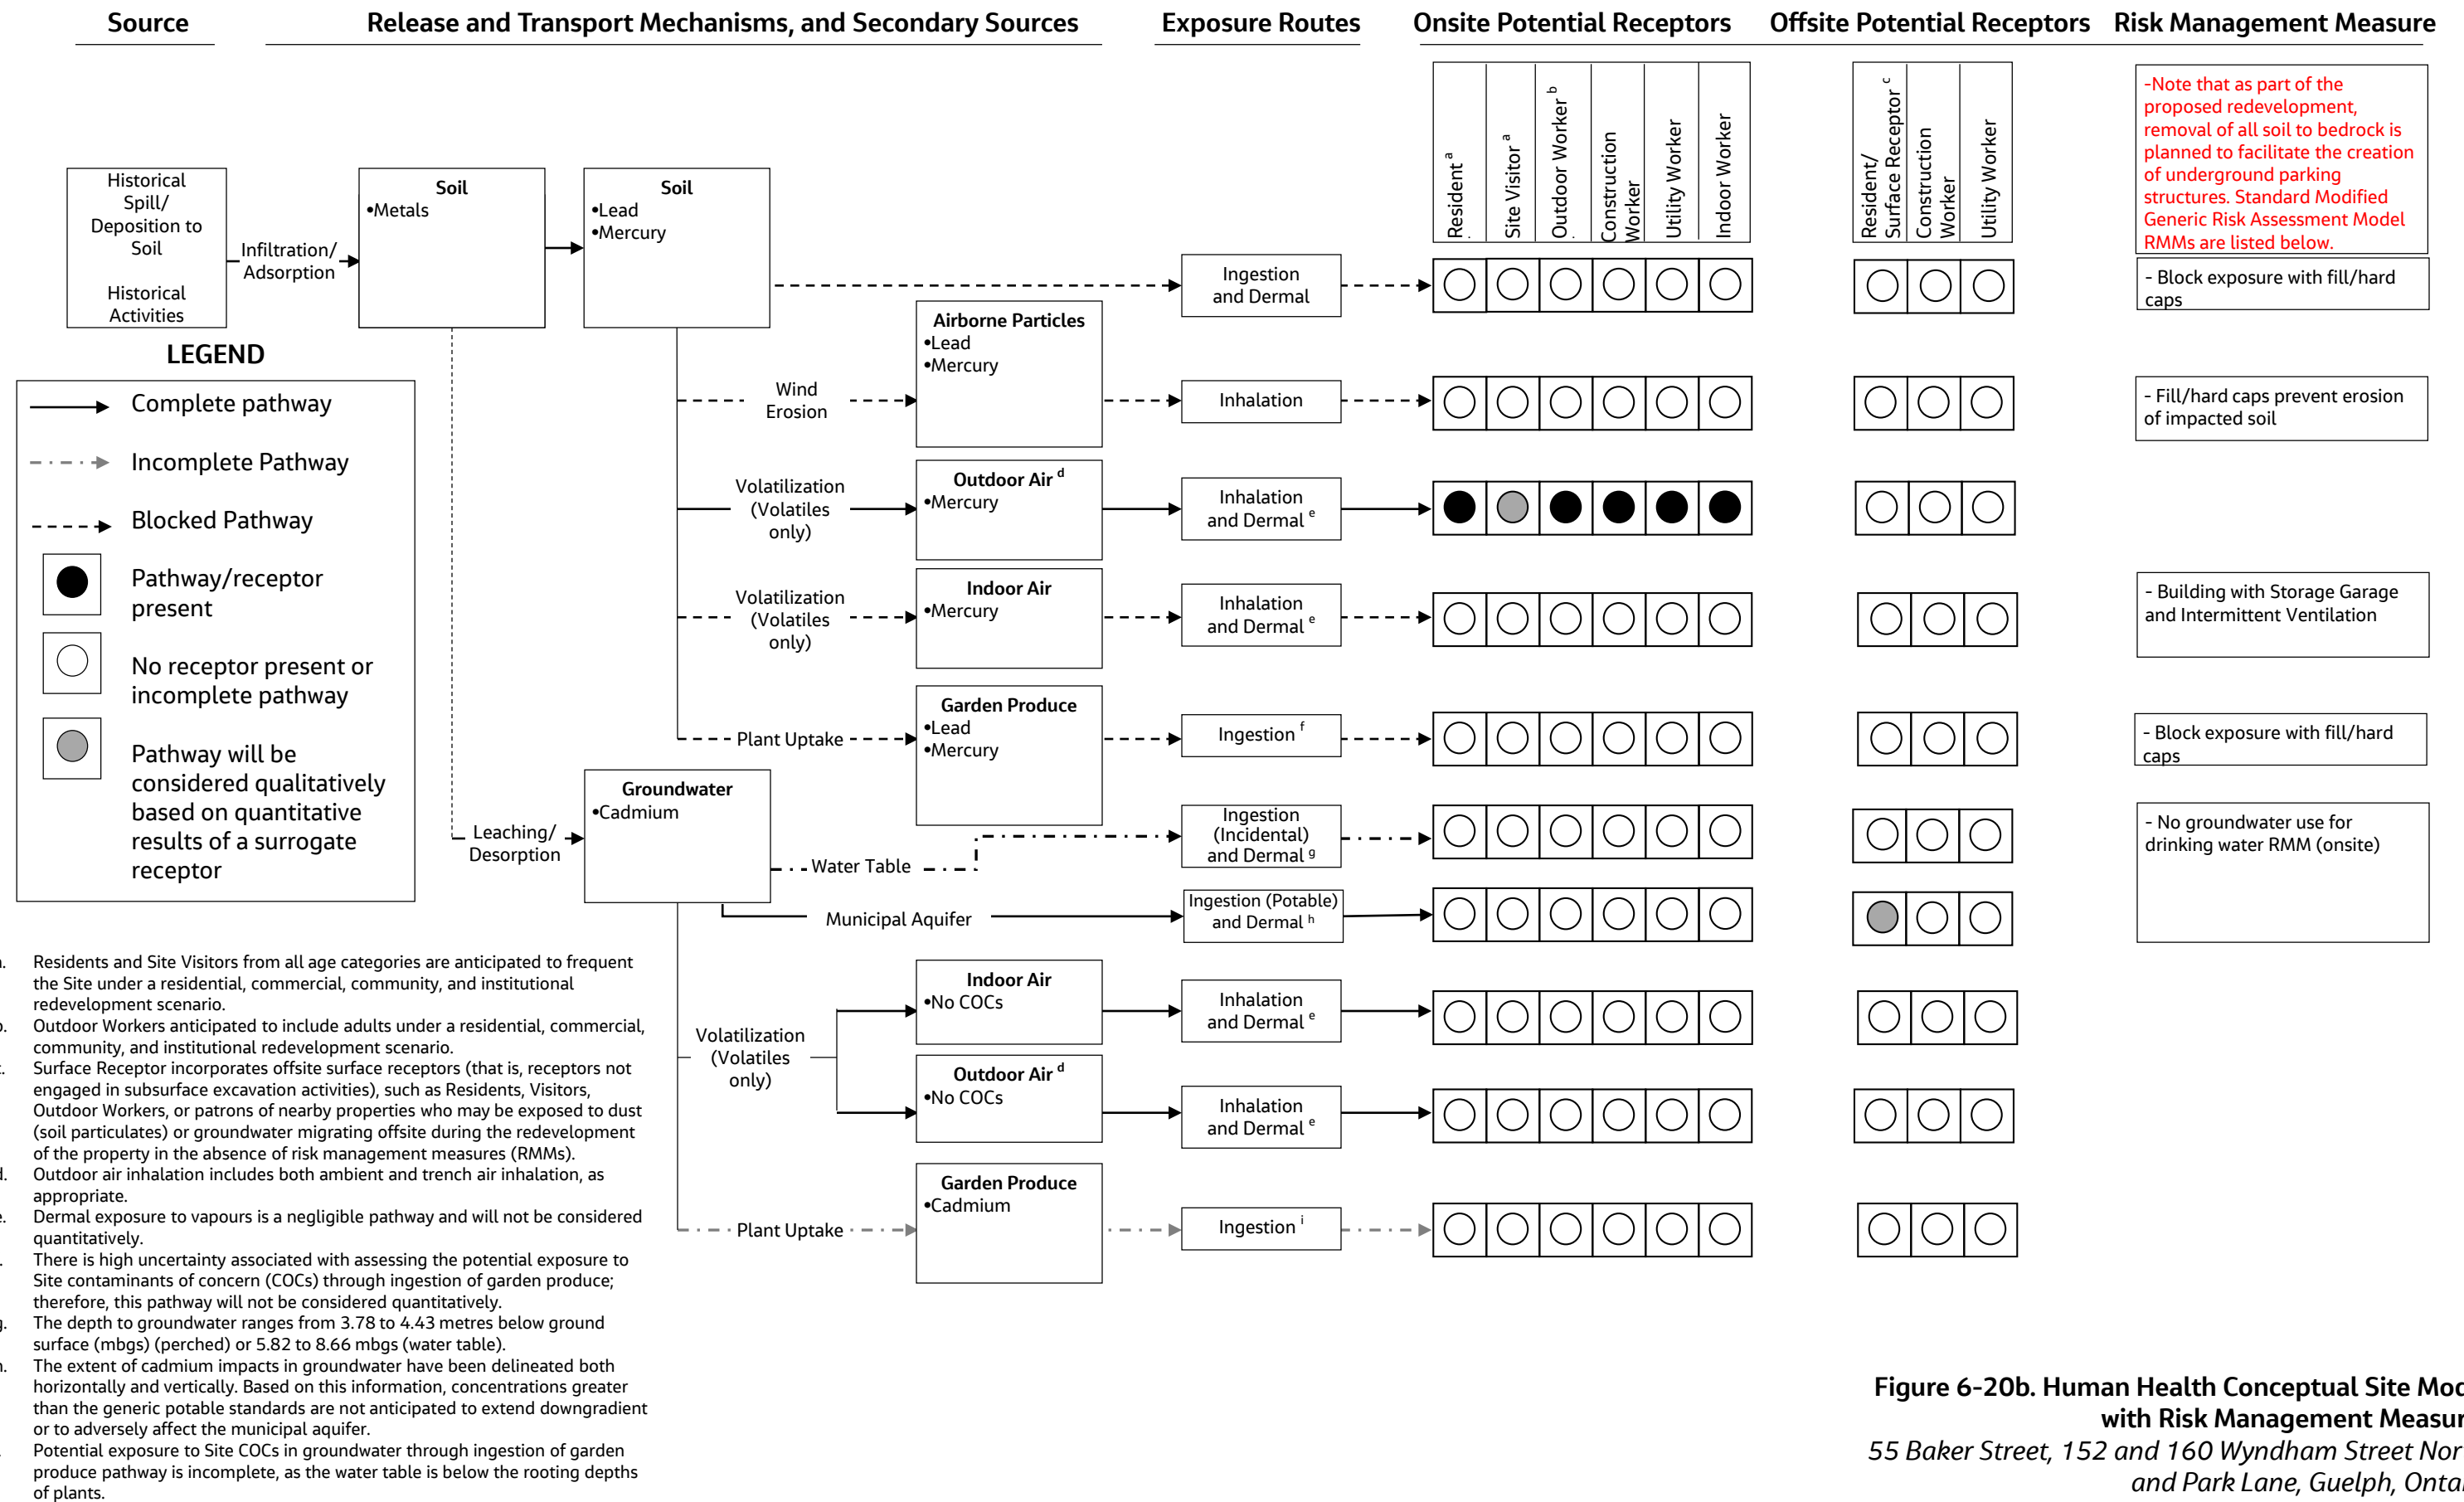 Source
Release and Transport Mechanisms, and Secondary Sources
Exposure Routes
Onsite Potential Receptors
Offsite Potential Receptors
Risk Management Measure
Resident a
Site Visitor a
Outdoor Worker b
Construction
Worker
Utility Worker
Indoor Worker
Resident/
Surface Receptor c
Construction
Worker
Utility Worker
-Note that as part of the
proposed redevelopment,
removal of all soil to bedrock is
planned to facilitate the creation
of underground parking
structures. Standard Modified
Generic Risk Assessment Model
RMMs are listed below.
Historical
Spill/
Deposition to
Soil
Historical
Activities
Infiltration/
Adsorption
Soil
•Metals
Soil
•Lead
•Mercury
Ingestion
and Dermal
- Block exposure with fill/hard
caps
Wind
Erosion
Airborne Particles
•Lead
•Mercury
Inhalation
- Fill/hard caps prevent erosion
of impacted soil
Volatilization
(Volatiles
only)
Outdoor Air d
•Mercury
Inhalation
and Dermal e
Volatilization
(Volatiles
only)
Indoor Air
•Mercury
Inhalation
and Dermal e
- Building with Storage Garage
and Intermittent Ventilation
Plant Uptake
Garden Produce
•Lead
•Mercury
Ingestion f
- Block exposure with fill/hard
caps
Leaching/
Desorption
Groundwater
•Cadmium
Water Table
Ingestion
(Incidental)
and Dermal g
- No groundwater use for
drinking water RMM (onsite)
Municipal Aquifer
Ingestion (Potable)
and Dermal h
Volatilization
(Volatiles
only)
Indoor Air
•No COCs
Inhalation
and Dermal e
Outdoor Air d
•No COCs
Inhalation
and Dermal e
Plant Uptake
Garden Produce
•Cadmium
Ingestion i
LEGEND
Complete pathway
Incomplete Pathway
Blocked Pathway
Pathway/receptor
present
No receptor present or
incomplete pathway
Pathway will be
considered qualitatively
based on quantitative
results of a surrogate
receptor
Residents and Site Visitors from all age categories are anticipated to frequent
the Site under a residential, commercial, community, and institutional
redevelopment scenario.
Outdoor Workers anticipated to include adults under a residential, commercial,
community, and institutional redevelopment scenario.
Surface Receptor incorporates offsite surface receptors (that is, receptors not
engaged in subsurface excavation activities), such as Residents, Visitors,
Outdoor Workers, or patrons of nearby properties who may be exposed to dust
(soil particulates) or groundwater migrating offsite during the redevelopment
of the property in the absence of risk management measures (RMMs).
Outdoor air inhalation includes both ambient and trench air inhalation, as
appropriate.
Dermal exposure to vapours is a negligible pathway and will not be considered
quantitatively.
There is high uncertainty associated with assessing the potential exposure to
Site contaminants of concern (COCs) through ingestion of garden produce;
therefore, this pathway will not be considered quantitatively.
The depth to groundwater ranges from 3.78 to 4.43 metres below ground
surface (mbgs) (perched) or 5.82 to 8.66 mbgs (water table).
The extent of cadmium impacts in groundwater have been delineated both
horizontally and vertically. Based on this information, concentrations greater
than the generic potable standards are not anticipated to extend downgradient
or to adversely affect the municipal aquifer.
Potential exposure to Site COCs in groundwater through ingestion of garden
produce pathway is incomplete, as the water table is below the rooting depths
of plants.
Figure 6-20b. Human Health Conceptual Site
with Risk Management
55 Baker Street, 152 and 160 Wyndham Street
and Park Lane, Guelph,